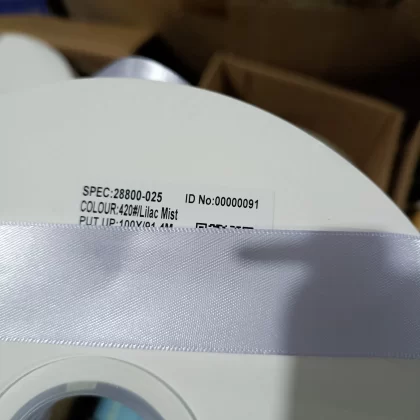 SPEC:28800-025 ID No:00000091
COLOUR:420#/Lilac Mist
PUT UP:100Y/91.4M